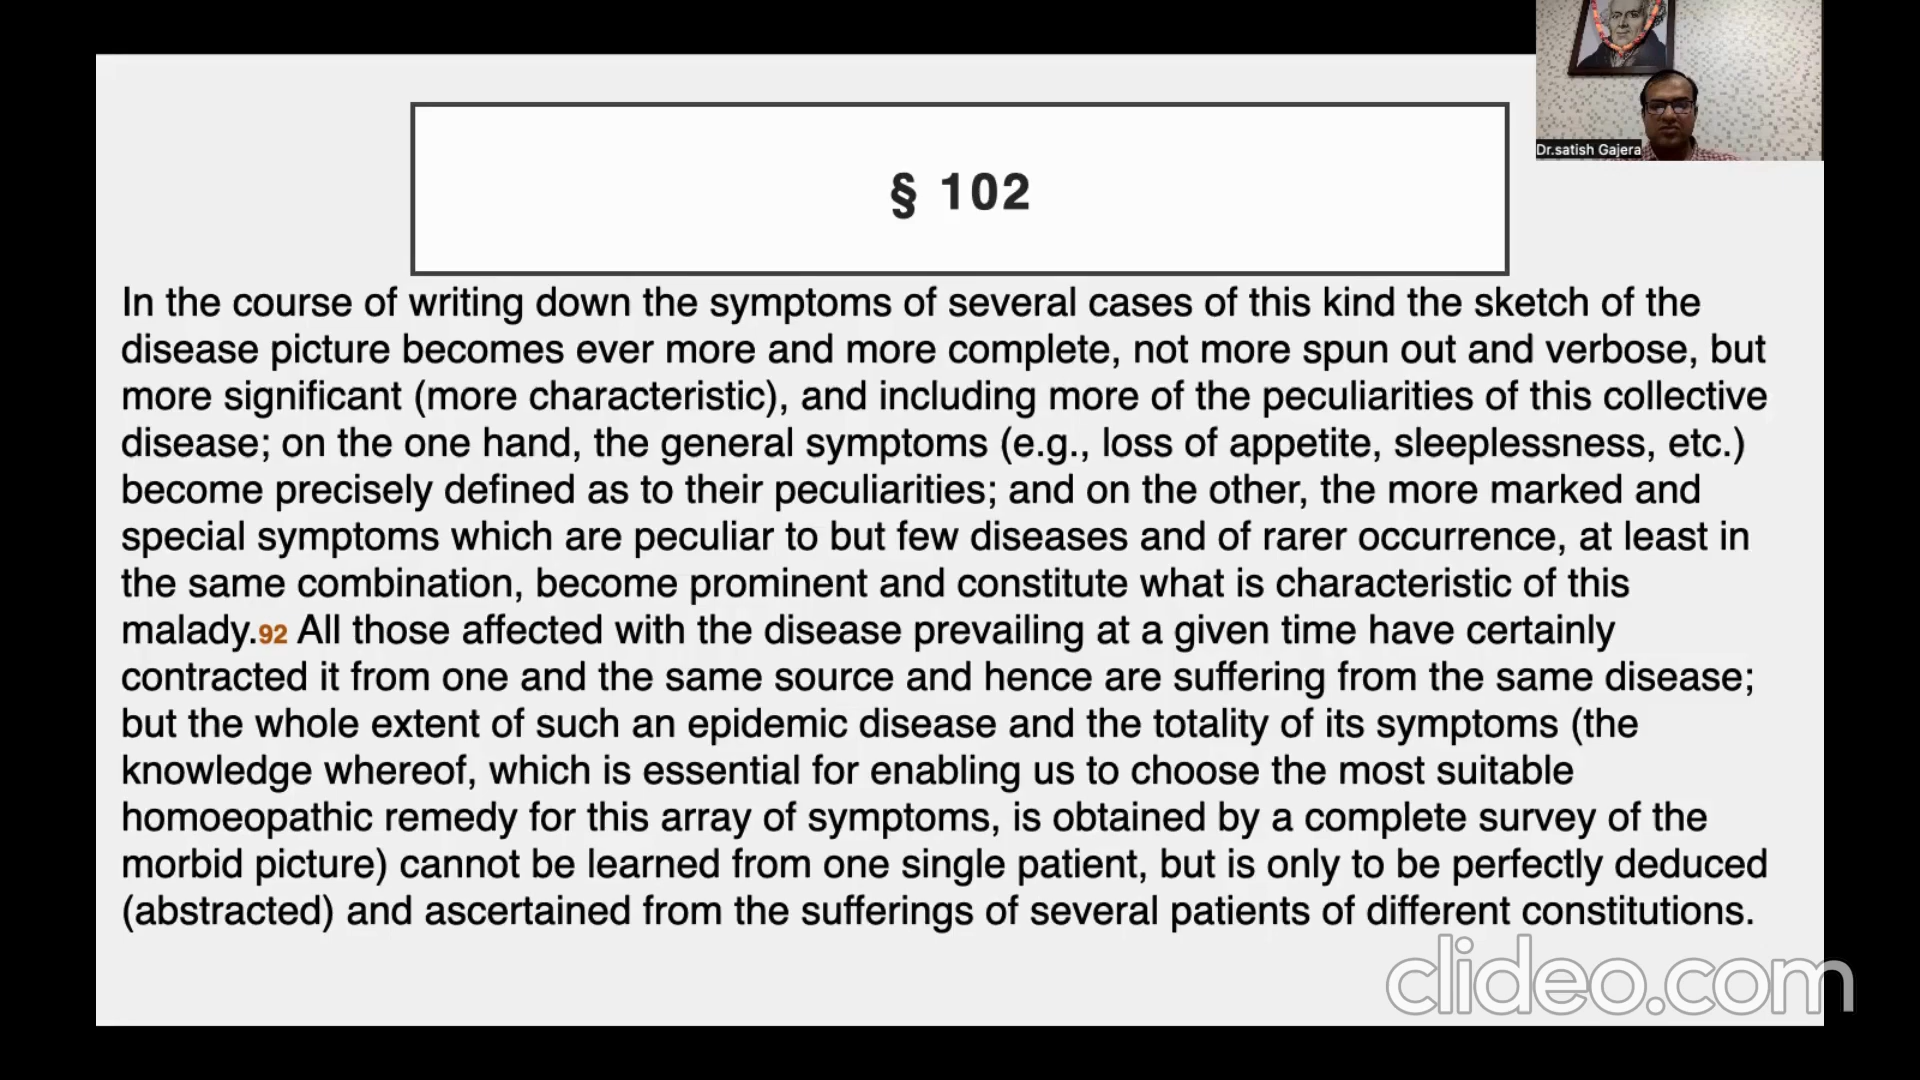 Dr.satish Gajera
§ 102
In the course of writing down the symptoms of several cases of this kind the sketch of the
disease picture becomes ever more and more complete, not more spun out and verbose, but
more significant (more characteristic), and including more of the peculiarities of this collective
disease; on the one hand, the general symptoms (e.g., loss of appetite, sleeplessness, etc.)
become precisely defined as to their peculiarities; and on the other, the more marked and
special symptoms which are peculiar to but few diseases and of rarer occurrence, at least in
the same combination, become prominent and constitute what is characteristic of this
malady.92 All those affected with the disease prevailing at a given time have certainly
contracted it from one and the same source and hence are suffering from the same disease;
but the whole extent of such an epidemic disease and the totality of its symptoms (the
knowledge whereof, which is essential for enabling us to choose the most suitable
homoeopathic remedy for this array of symptoms, is obtained by a complete survey of the
morbid picture) cannot be learned from one single patient, but is only to be perfectly deduced
(abstracted) and ascertained from the sufferings of several patients of different constitutions.
clideo.com